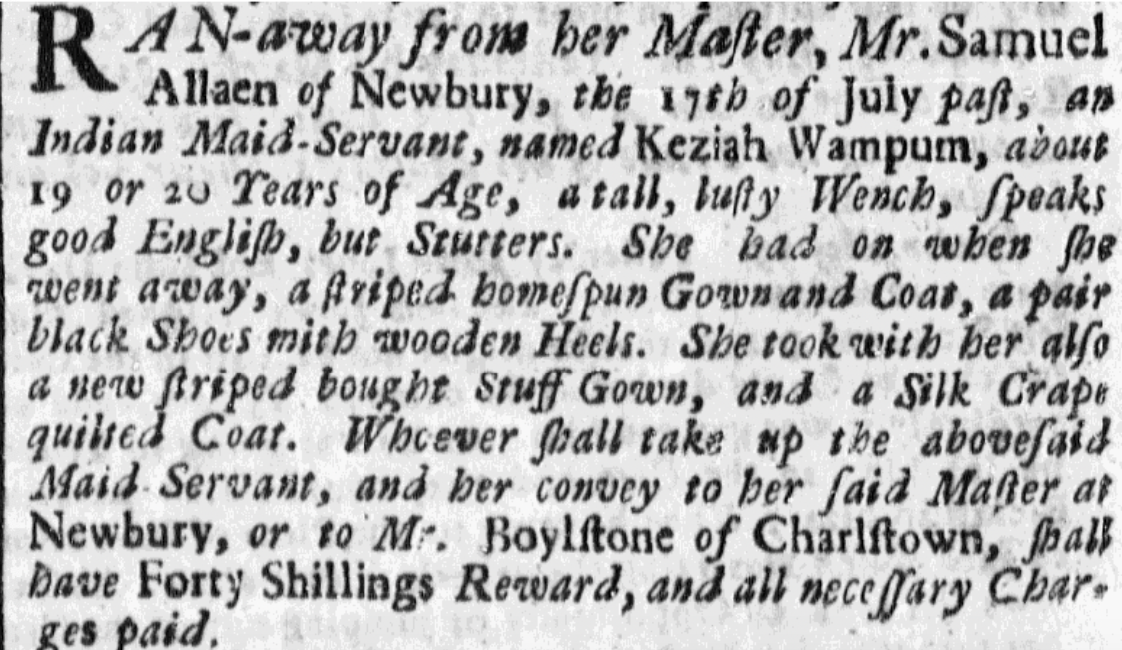 RAN-away from her Maſter, Mr. Samuel
Allaen of Newbury, the 17th of July paſt, an
Indian Maid-Servant, named Keziah Wampum, about
19 or 20 Years of Age, a tall, luſty Wench, ſpeaks
good Engliſh, but Stutters. She had on when ſhe
went away, a ſtriped homeſpun Gown and Coat, a pair
black Shoes mith wooden Heels. She took with her alſo
a new ſtriped bought Stuff Gown, and a Silk Crape
quilted Coat. Whoever ſhall take up the aboveſaid
Maid-Servant, and her convey to her ſaid Maſter at
Newbury, or to Mr. Boylſtone of Charlſtown, ſhall
have Forty Shillings Reward, and all neceſſary Char-
ges paid.